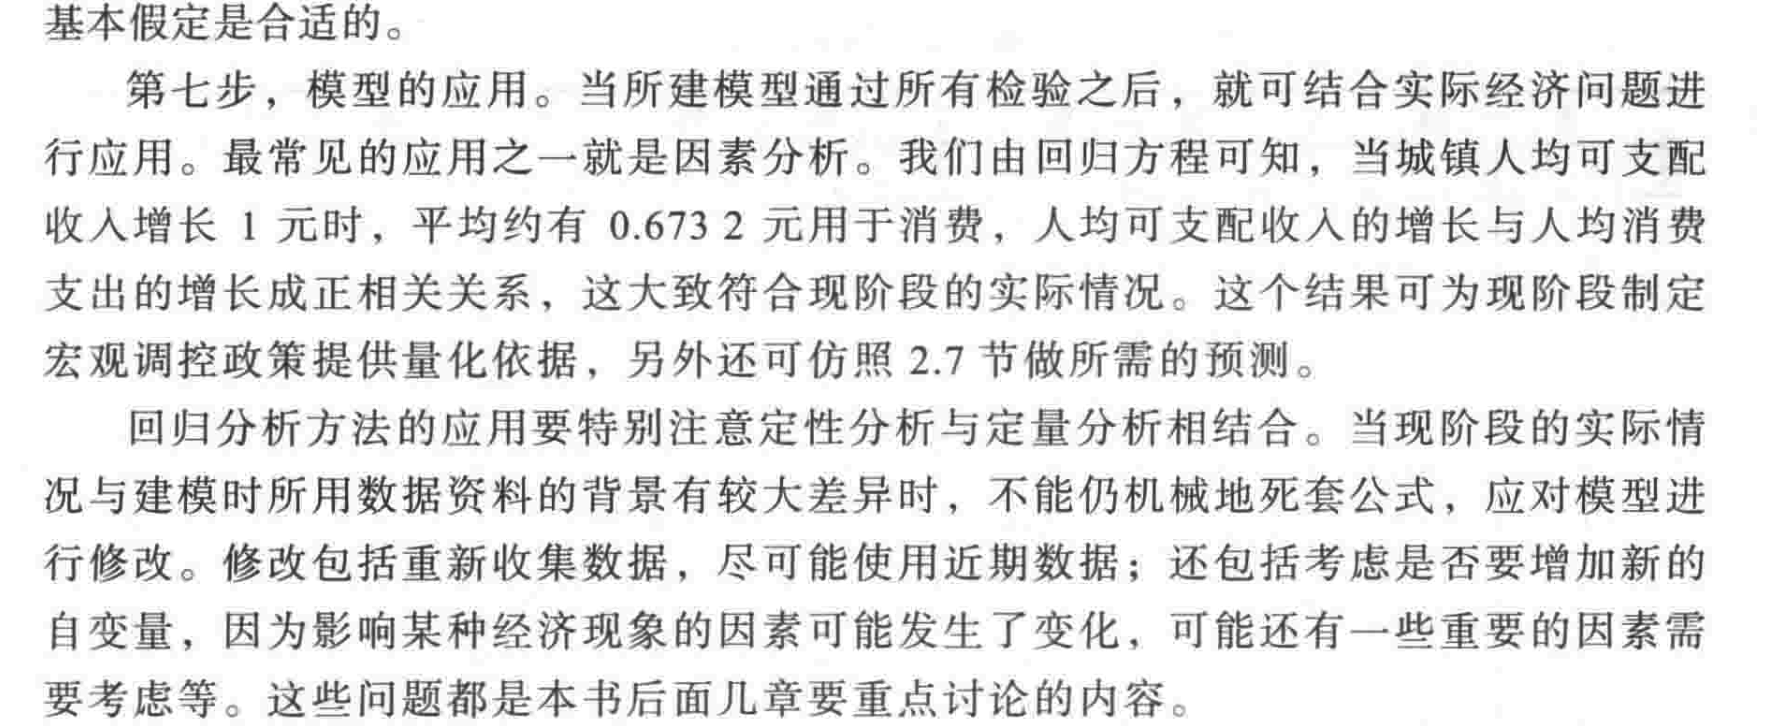 基本假定是合适的。
第七步，模型的应用。当所建模型通过所有检验之后，就可结合实际经济问题进
行应用。最常见的应用之一就是因素分析。我们由回归方程可知，当城镇人均可支配
收入增长 1 元时，平均约有 0.673 2 元用于消费，人均可支配收入的增长与人均消费
支出的增长成正相关关系，这大致符合现阶段的实际情况。这个结果可为现阶段制定
宏观调控政策提供量化依据，另外还可仿照 2.7 节做所需的预测。
回归分析方法的应用要特别注意定性分析与定量分析相结合。当现阶段的实际情
况与建模时所用数据资料的背景有较大差异时，不能仍机械地死套公式，应对模型进
行修改。修改包括重新收集数据，尽可能使用近期数据；还包括考虑是否要增加新的
自变量，因为影响某种经济现象的因素可能发生了变化，可能还有一些重要的因素需
要考虑等。这些问题都是本书后面几章要重点讨论的内容。